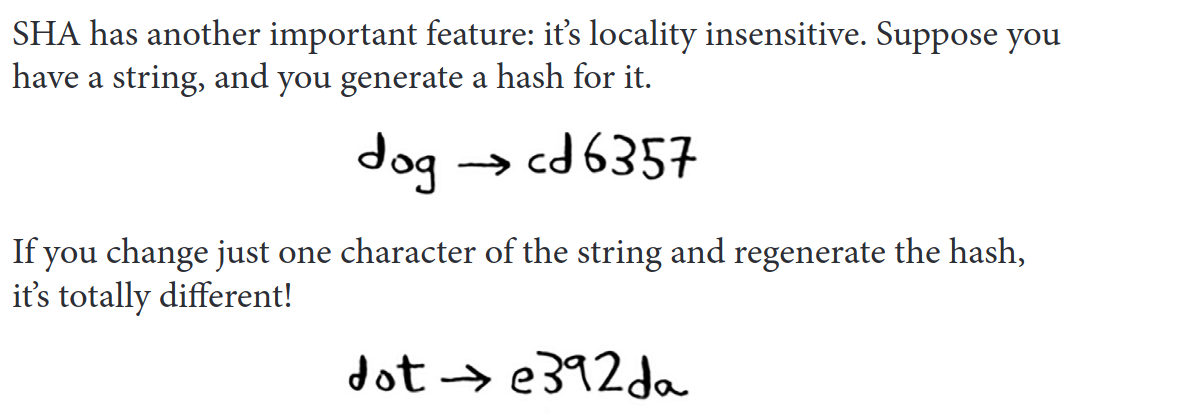 SHA has another important feature: it’s locality insensitive. Suppose you
have a string, and you generate a hash for it.
dog → cd6357
If you change just one character of the string and regenerate the hash,
it’s totally different!
dot → e392da